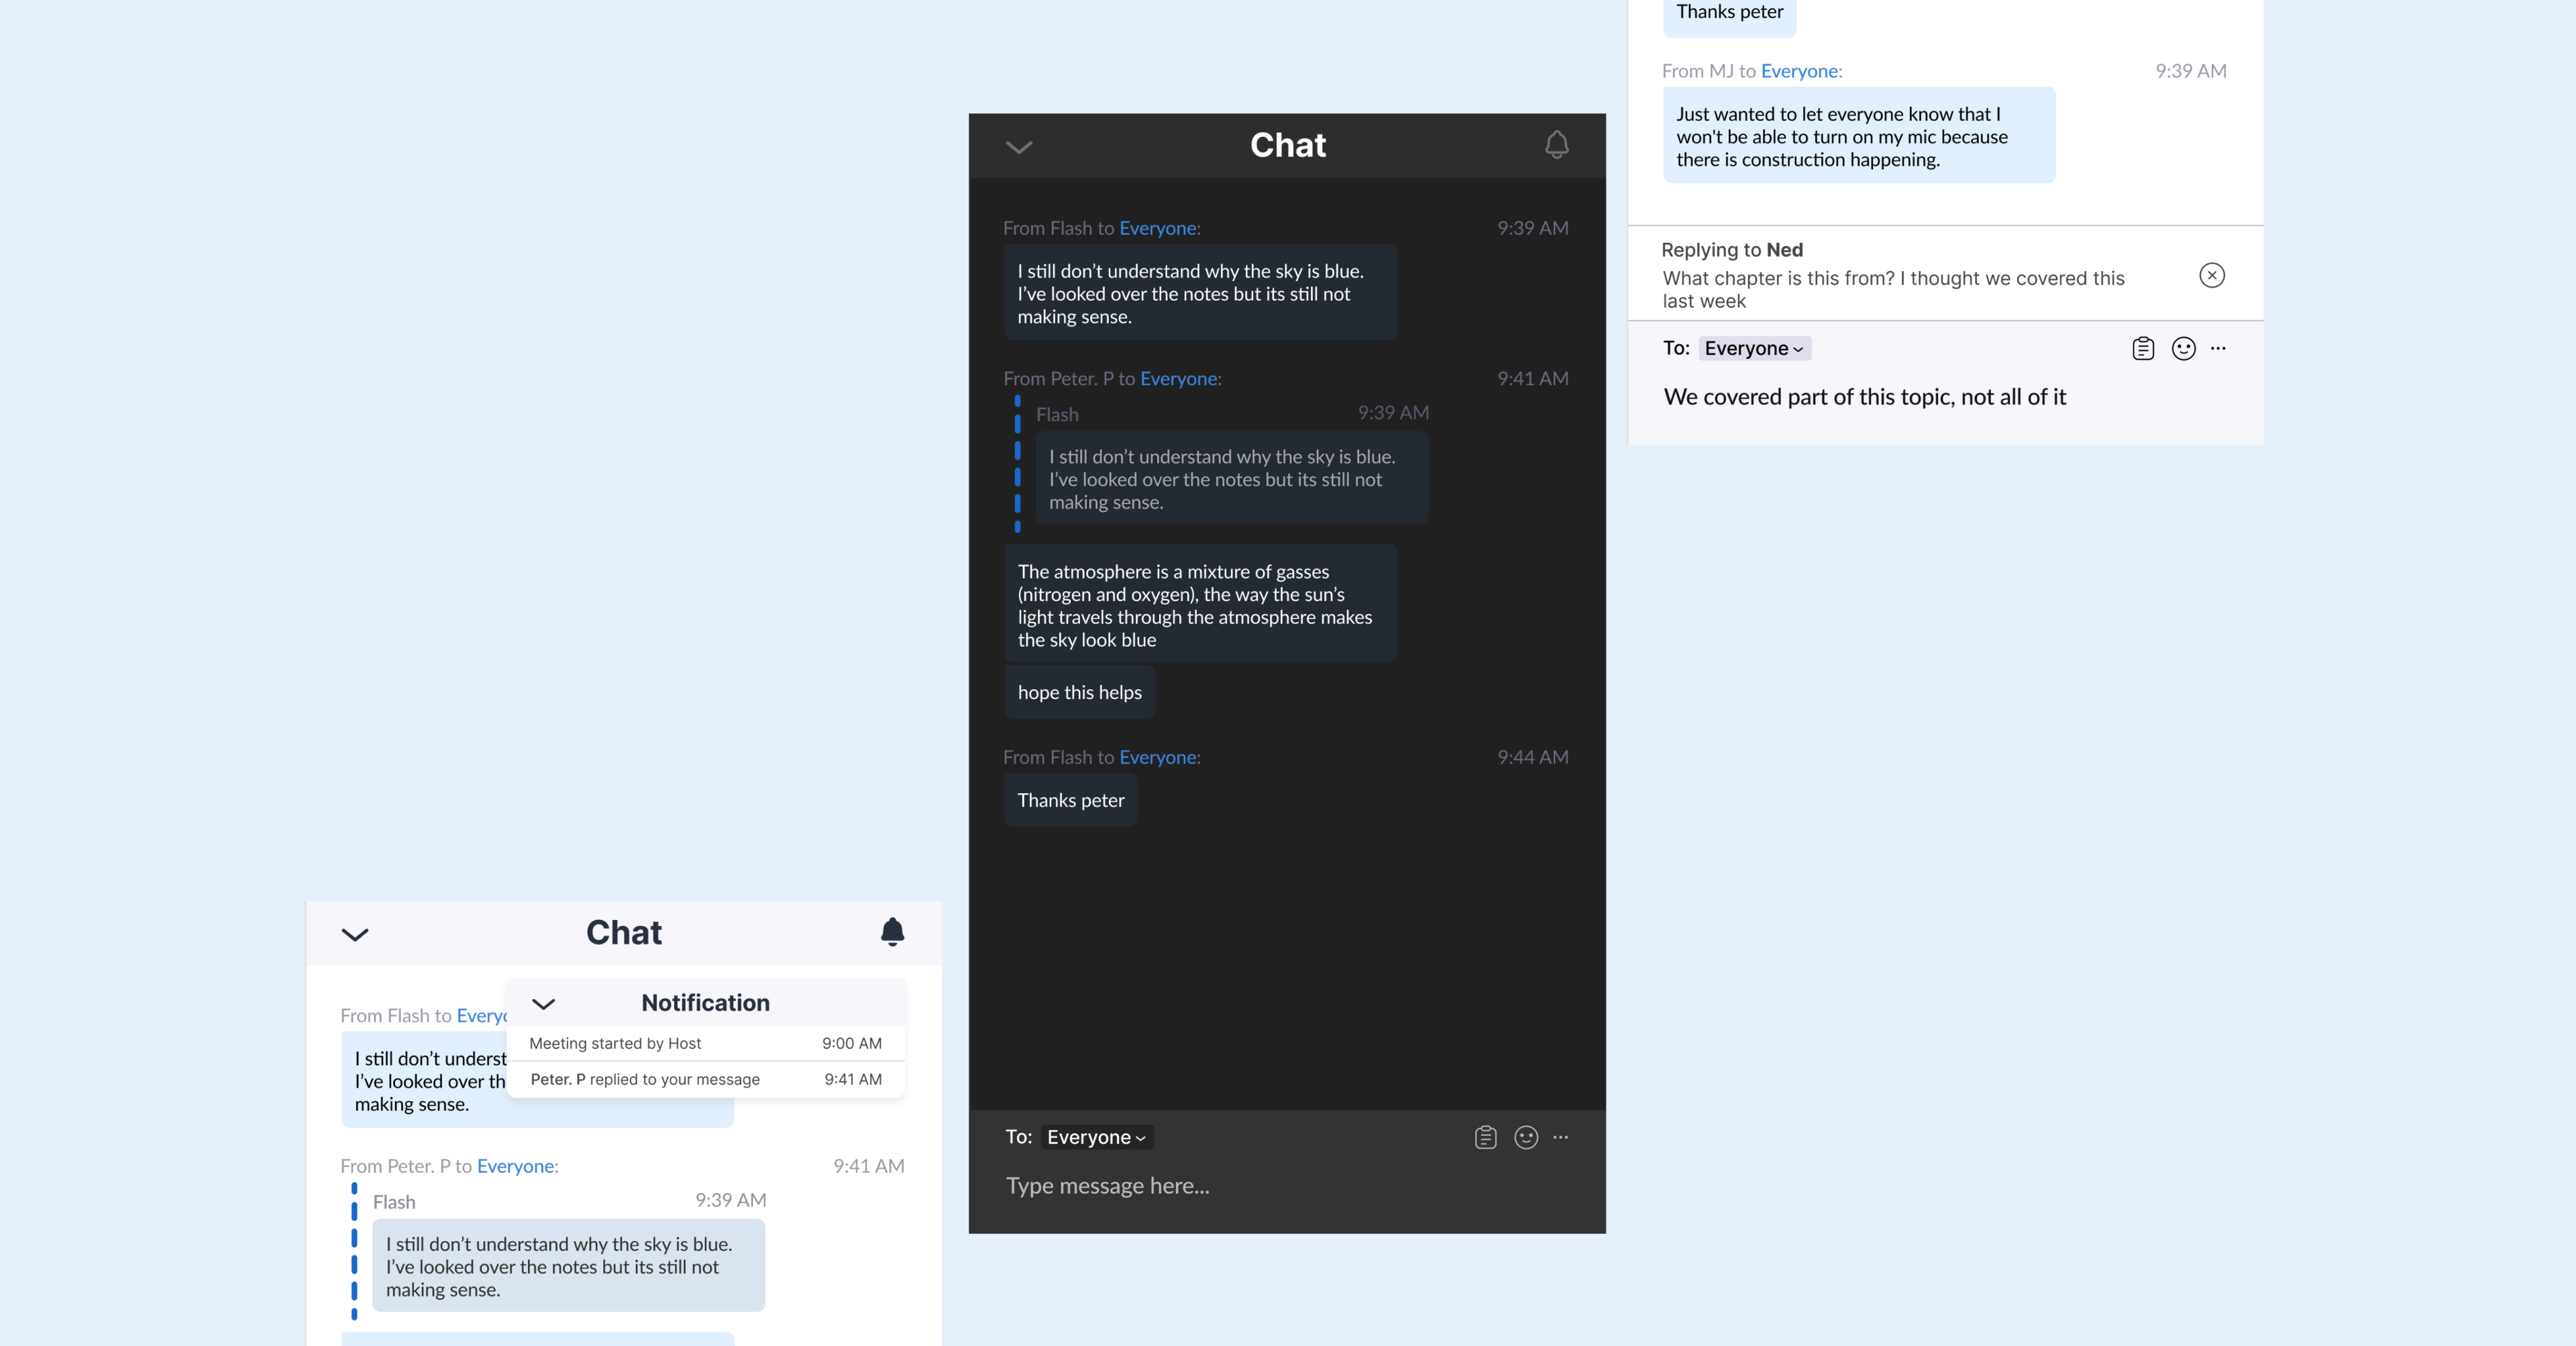 Chat
From Flash to Everyo
I still don’t underst
I’ve looked over th
making sense.
Notification
Meeting started by Host 9:00 AM
Peter. P replied to your message 9:41 AM
From Peter. P to Everyone: 9:41 AM
Flash 9:39 AM
I still don’t understand why the sky is blue.
I’ve looked over the notes but its still not
making sense.
Chat
From Flash to Everyone: 9:39 AM
I still don’t understand why the sky is blue.
I’ve looked over the notes but its still not
making sense.
From Peter. P to Everyone: 9:41 AM
Flash 9:39 AM
I still don’t understand why the sky is blue.
I’ve looked over the notes but its still not
making sense.
The atmosphere is a mixture of gasses
(nitrogen and oxygen), the way the sun’s
light travels through the atmosphere makes
the sky look blue
hope this helps
From Flash to Everyone: 9:44 AM
Thanks peter
To: Everyone
Type message here...
Thanks peter
From MJ to Everyone: 9:39 AM
Just wanted to let everyone know that I
won't be able to turn on my mic because
there is construction happening.
Replying to Ned
What chapter is this from? I thought we covered this
last week
To: Everyone
We covered part of this topic, not all of it